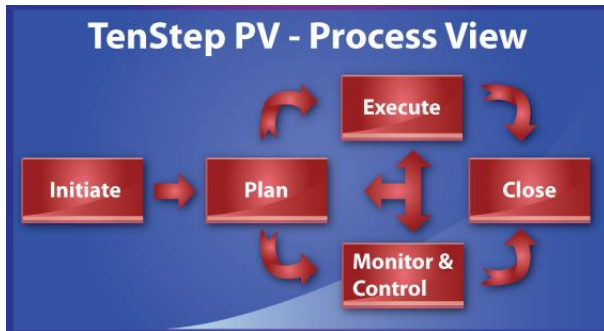 TenStep PV - Process View
Execute
Initiate
Plan
Close
Monitor &
Control